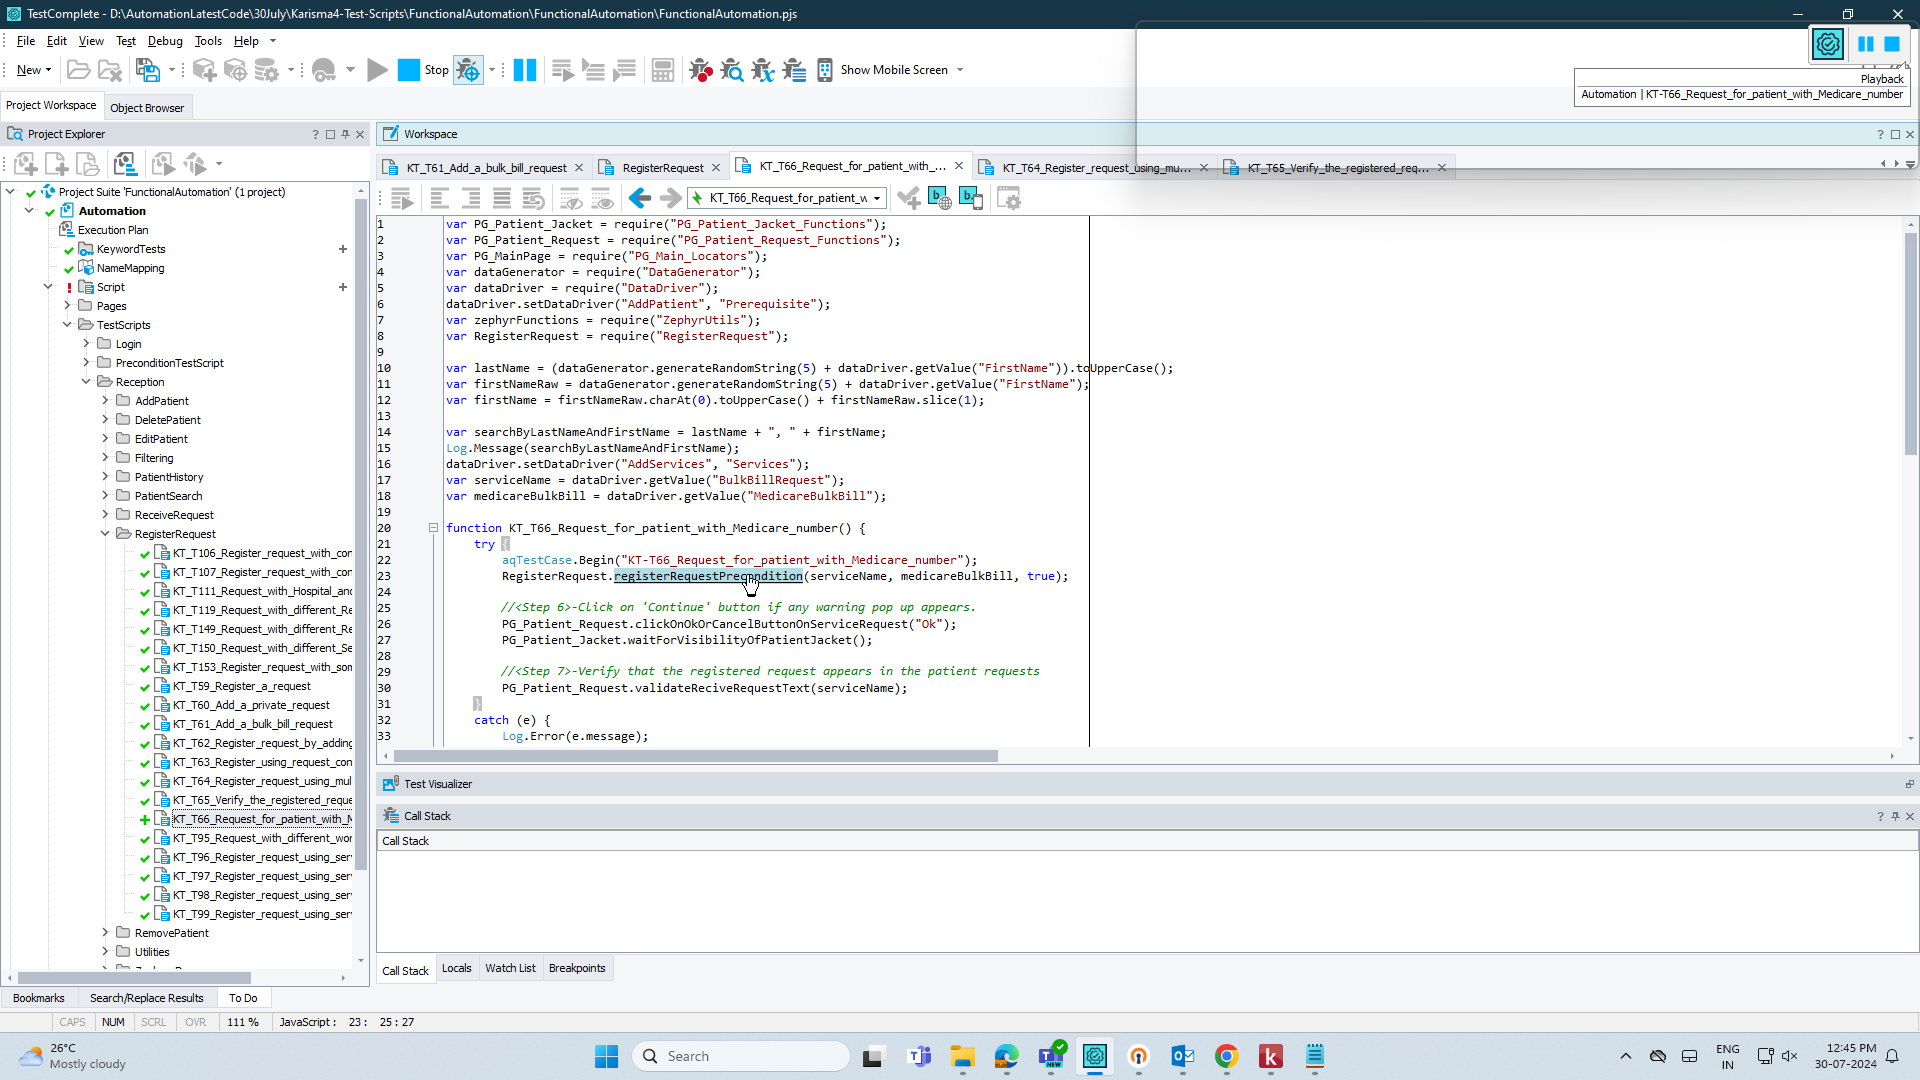 TestComplete - D:\AutomationLatestCode\30July\Karisma4-Test-Scripts\FunctionalAutomation\FunctionalAutomation\FunctionalAutomation.pjs
File Edit View Test Debug Tools Help
New Stop Show Mobile Screen
Playback
Automation | KT-T66_Request_for_patient_with_Medicare_number
Project Workspace Object Browser
Project Explorer
Workspace
KT_T61_Add_a_bulk_bill_request RegisterRequest KT_T66_Request_for_patient_with_... KT_T64_Register_request_using_mu... KT_T65_Verify_the_registered_req...
KT_T66_Request_for_patient_w
Project Suite 'FunctionalAutomation' (1 project)
Automation
Execution Plan
KeywordTests
NameMapping
Script
Pages
TestScripts
Login
PreconditionTestScript
Reception
AddPatient
DeletePatient
EditPatient
Filtering
PatientHistory
PatientSearch
ReceiveRequest
RegisterRequest
KT_T106_Register_request_with_con
KT_T107_Register_request_with_con
KT_T111_Request_with_Hospital_and
KT_T119_Request_with_different_Re
KT_T149_Request_with_different_Re
KT_T150_Request_with_different_Se
KT_T153_Register_request_with_som
KT_T59_Register_a_request
KT_T60_Add_a_private_request
KT_T61_Add_a_bulk_bill_request
KT_T62_Register_request_by_adding
KT_T63_Register_using_request_con
KT_T64_Register_request_using_mul
KT_T65_Verify_the_registered_reque
KT_T66_Request_for_patient_with_M
KT_T95_Request_with_different_wor
KT_T96_Register_request_using_ser
KT_T97_Register_request_using_ser
KT_T98_Register_request_using_ser
KT_T99_Register_request_using_ser
RemovePatient
Utilities
1 var PG_Patient_Jacket = require("PG_Patient_Jacket_Functions");
2 var PG_Patient_Request = require("PG_Patient_Request_Functions");
3 var PG_MainPage = require("PG_Main_Locators");
4 var dataGenerator = require("DataGenerator");
5 var dataDriver = require("DataDriver");
6 dataDriver.setDataDriver("AddPatient", "Prerequisite");
7 var zephyrFunctions = require("ZephyrUtils");
8 var RegisterRequest = require("RegisterRequest");
9
10 var lastName = (dataGenerator.generateRandomString(5) + dataDriver.getValue("FirstName")).toUpperCase();
11 var firstNameRaw = dataGenerator.generateRandomString(5) + dataDriver.getValue("FirstName");
12 var firstName = firstNameRaw.charAt(0).toUpperCase() + firstNameRaw.slice(1);
13
14 var searchByLastNameAndFirstName = lastName + ", " + firstName;
15 Log.Message(searchByLastNameAndFirstName);
16 dataDriver.setDataDriver("AddServices", "Services");
17 var serviceName = dataDriver.getValue("BulkBillRequest");
18 var medicareBulkBill = dataDriver.getValue("MedicareBulkBill");
19
20 function KT_T66_Request_for_patient_with_Medicare_number() {
21 try {
22 aqTestCase.Begin("KT-T66_Request_for_patient_with_Medicare_number");
23 RegisterRequest.registerRequestPrecondition(serviceName, medicareBulkBill, true);
24
25 //<Step 6>-Click on 'Continue' button if any warning pop up appears.
26 PG_Patient_Request.clickOnOkOrCancelButtonOnServiceRequest("Ok");
27 PG_Patient_Jacket.waitForVisibilityOfPatientJacket();
28
29 //<Step 7>-Verify that the registered request appears in the patient requests
30 PG_Patient_Request.validateReciveRequestText(serviceName);
31 }
32 catch (e) {
33 Log.Error(e.message);
Test Visualizer
Call Stack
Call Stack
Call Stack Locals Watch List Breakpoints
Bookmarks Search/Replace Results To Do
CAPS NUM SCRL OVR 111 % JavaScript : 23 : 25 : 27
26°C
Mostly cloudy
Search
NEW
ENG
IN
12:45 PM
30-07-2024